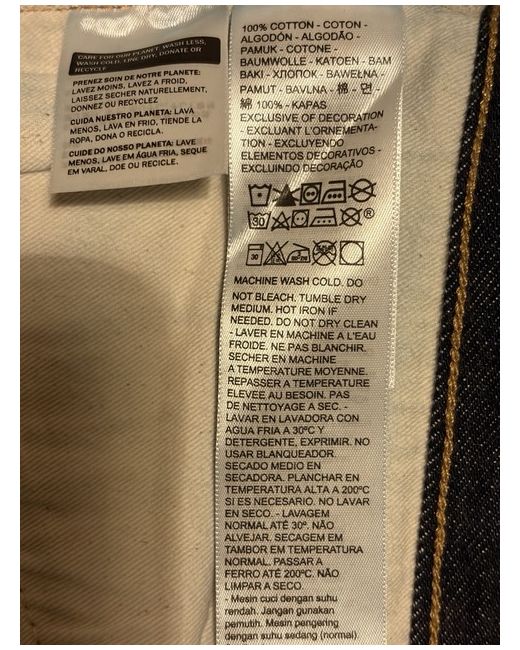 CARE FOR OUR PLANET: WASH LESS,
WASH COLD, LINE DRY, DONATE OR
RECYCLE
PRENEZ SOIN DE NOTRE PLANETE:
LAVEZ MOINS, LAVEZ A FROID,
LAISSEZ SECHER NATURELLEMENT,
DONNEZ OU RECYCLEZ
CUIDA NUESTRO PLANETA: LAVA
MENOS, LAVA EN FRIO, TIENDE LA
ROPA, DONA O RECICLA.
CUIDE DO NOSSO PLANETA: LAVE
MENOS, LAVE EM ÁGUA FRIA, SEQUE
EM VARAL, DOE OU RECICLE.
100% COTTON - COTON -
ALGODÓN - ALGODÃO -
PAMUK - COTONE -
BAUMWOLLE - KATOEN - BAM
BAKI - ХЛОПОК - BAWEŁNA -
PAMUT - BAVLNA - 棉 - 면
綿 100% - KAPAS
EXCLUSIVE OF DECORATION
- EXCLUANT L'ORNEMENTA-
TION - EXCLUYENDO
ELEMENTOS DECORATIVOS -
EXCLUINDO DECORAÇÃO
30 ®
30
MACHINE WASH COLD. DO
NOT BLEACH. TUMBLE DRY
MEDIUM. HOT IRON IF
NEEDED. DO NOT DRY CLEAN
- LAVER EN MACHINE A L'EAU
FROIDE. NE PAS BLANCHIR.
SECHER EN MACHINE
A TEMPERATURE MOYENNE.
REPASSER A TEMPERATURE
ELEVEE AU BESOIN. PAS
DE NETTOYAGE A SEC. -
LAVAR EN LAVADORA CON
AGUA FRIA A 30ºC Y
DETERGENTE, EXPRIMIR. NO
USAR BLANQUEADOR.
SECADO MEDIO EN
SECADORA. PLANCHAR EN
TEMPERATURA ALTA A 200ºC
SI ES NECESARIO. NO LAVAR
EN SECO. - LAVAGEM
NORMAL ATÉ 30º. NÃO
ALVEJAR. SECAGEM EM
TAMBOR EM TEMPERATURA
NORMAL. PASSAR A
FERRO ATÉ 200ºC. NÃO
LIMPAR A SECO.
- Mesin cuci dengan suhu
rendah. Jangan gunakan
pemutih. Mesin pengering
dengan suhu sedang (normal)